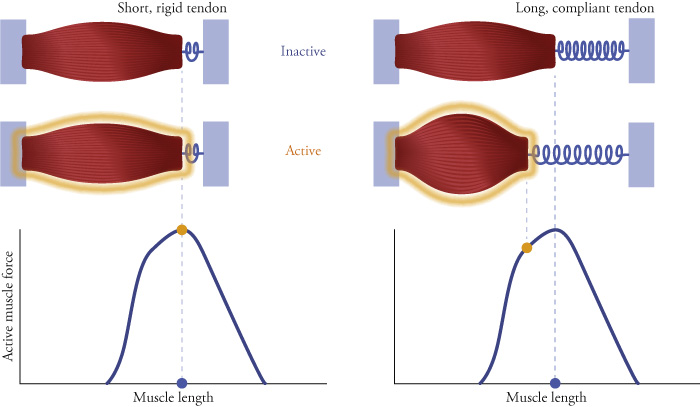 Short, rigid tendon
Long, compliant tendon
Inactive
Active
Active muscle force
Muscle length
Muscle length